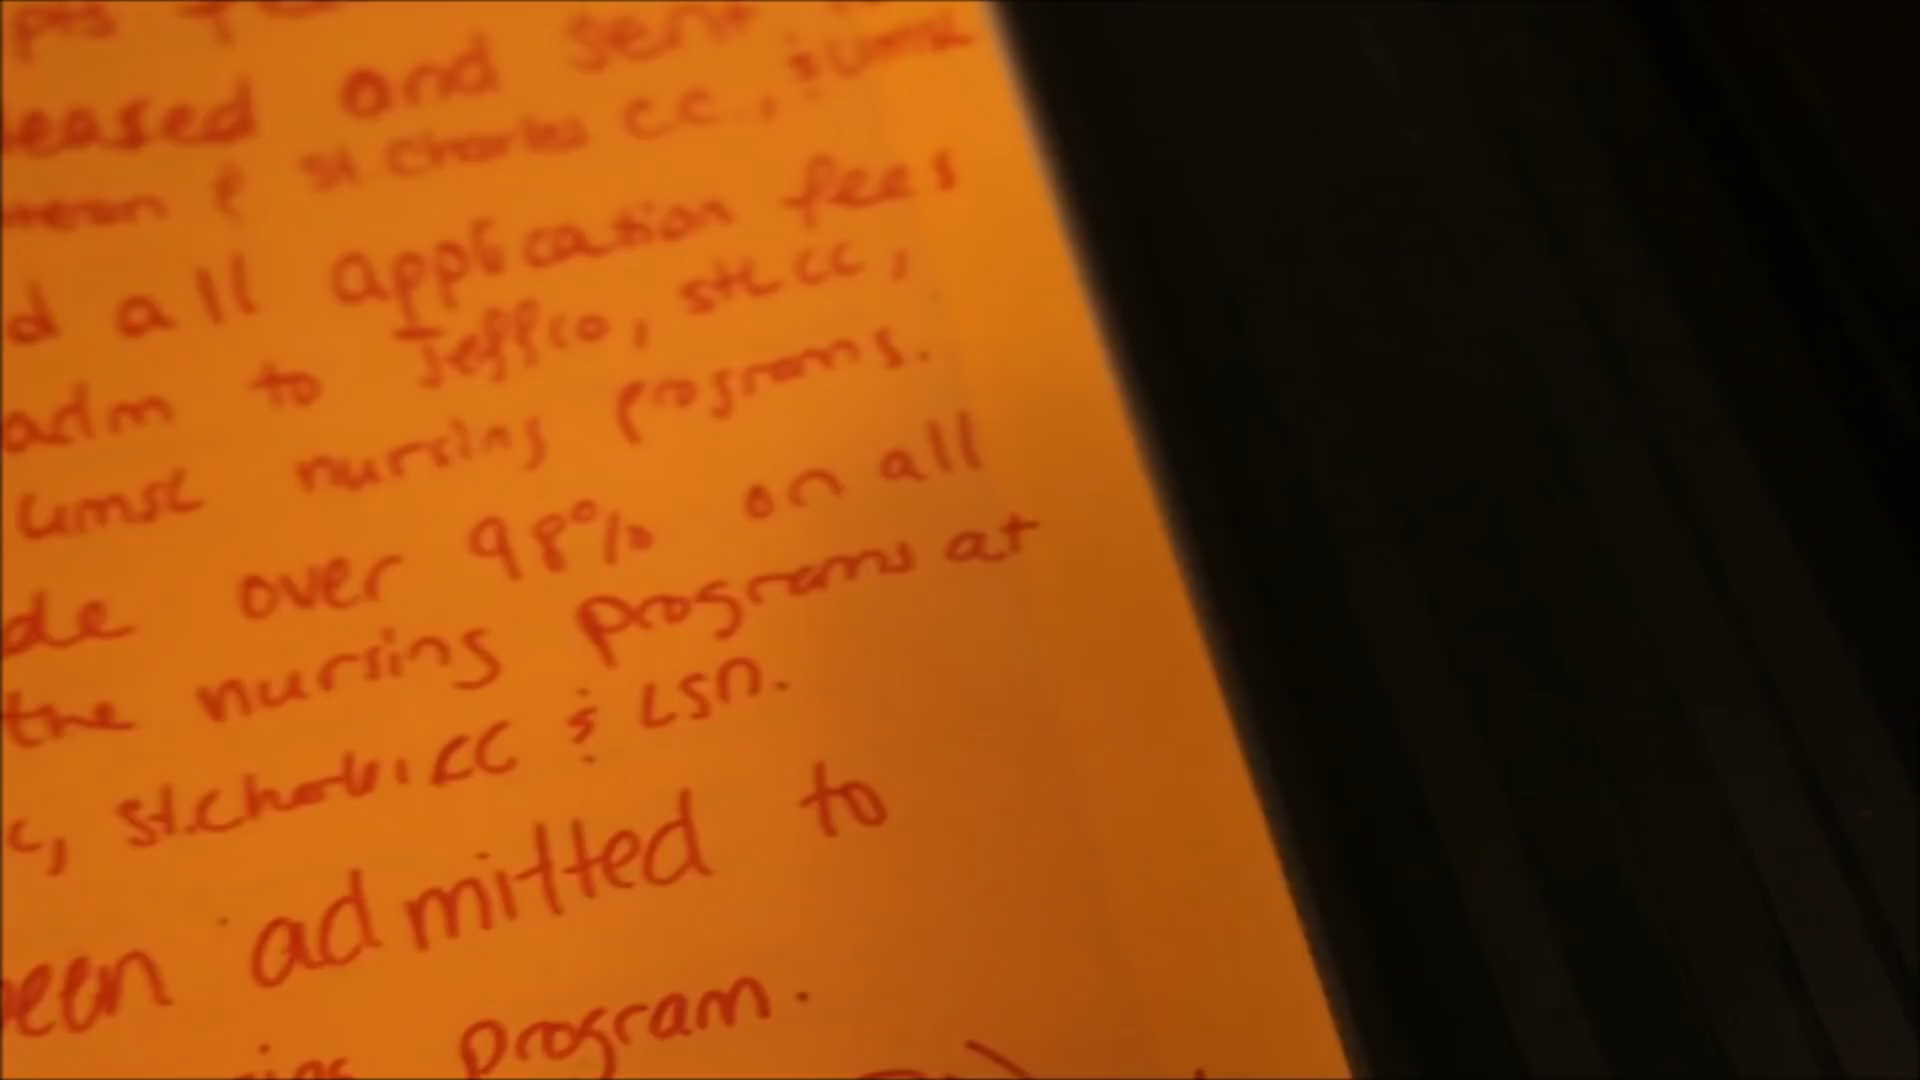 eased and sent
& St. Charles CC, & UMSL
d all application fees
adm to Jeffco, STLCC,
UMSL nursing programs.
de over 98% on all
the nursing programs at
c, St.Charles CC & LSN.
een admitted to
program.